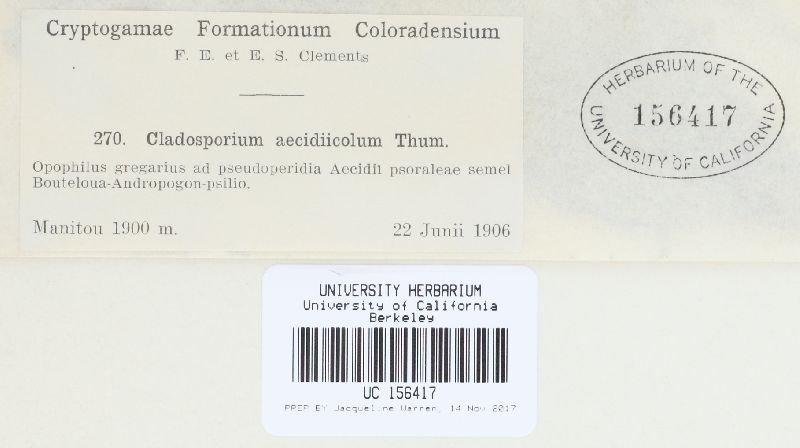 Cryptogamae Formationum Coloradensium
F. E. et E. S. Clements
270. Cladosporium aecidiicolum Thum.
Opophilus gregarius ad pseudoperidia Aecidii psoraleae semel
Bouteloua-Andropogon-psilio.
Manitou 1900 m. 22 Junii 1906
HERBARIUM OF THE
156417
UNIVERSITY OF CALIFORNIA
UNIVERSITY HERBARIUM
University of California
Berkeley
UC 156417
PREP BY Jacqueline Warren, 14 Nov 2017